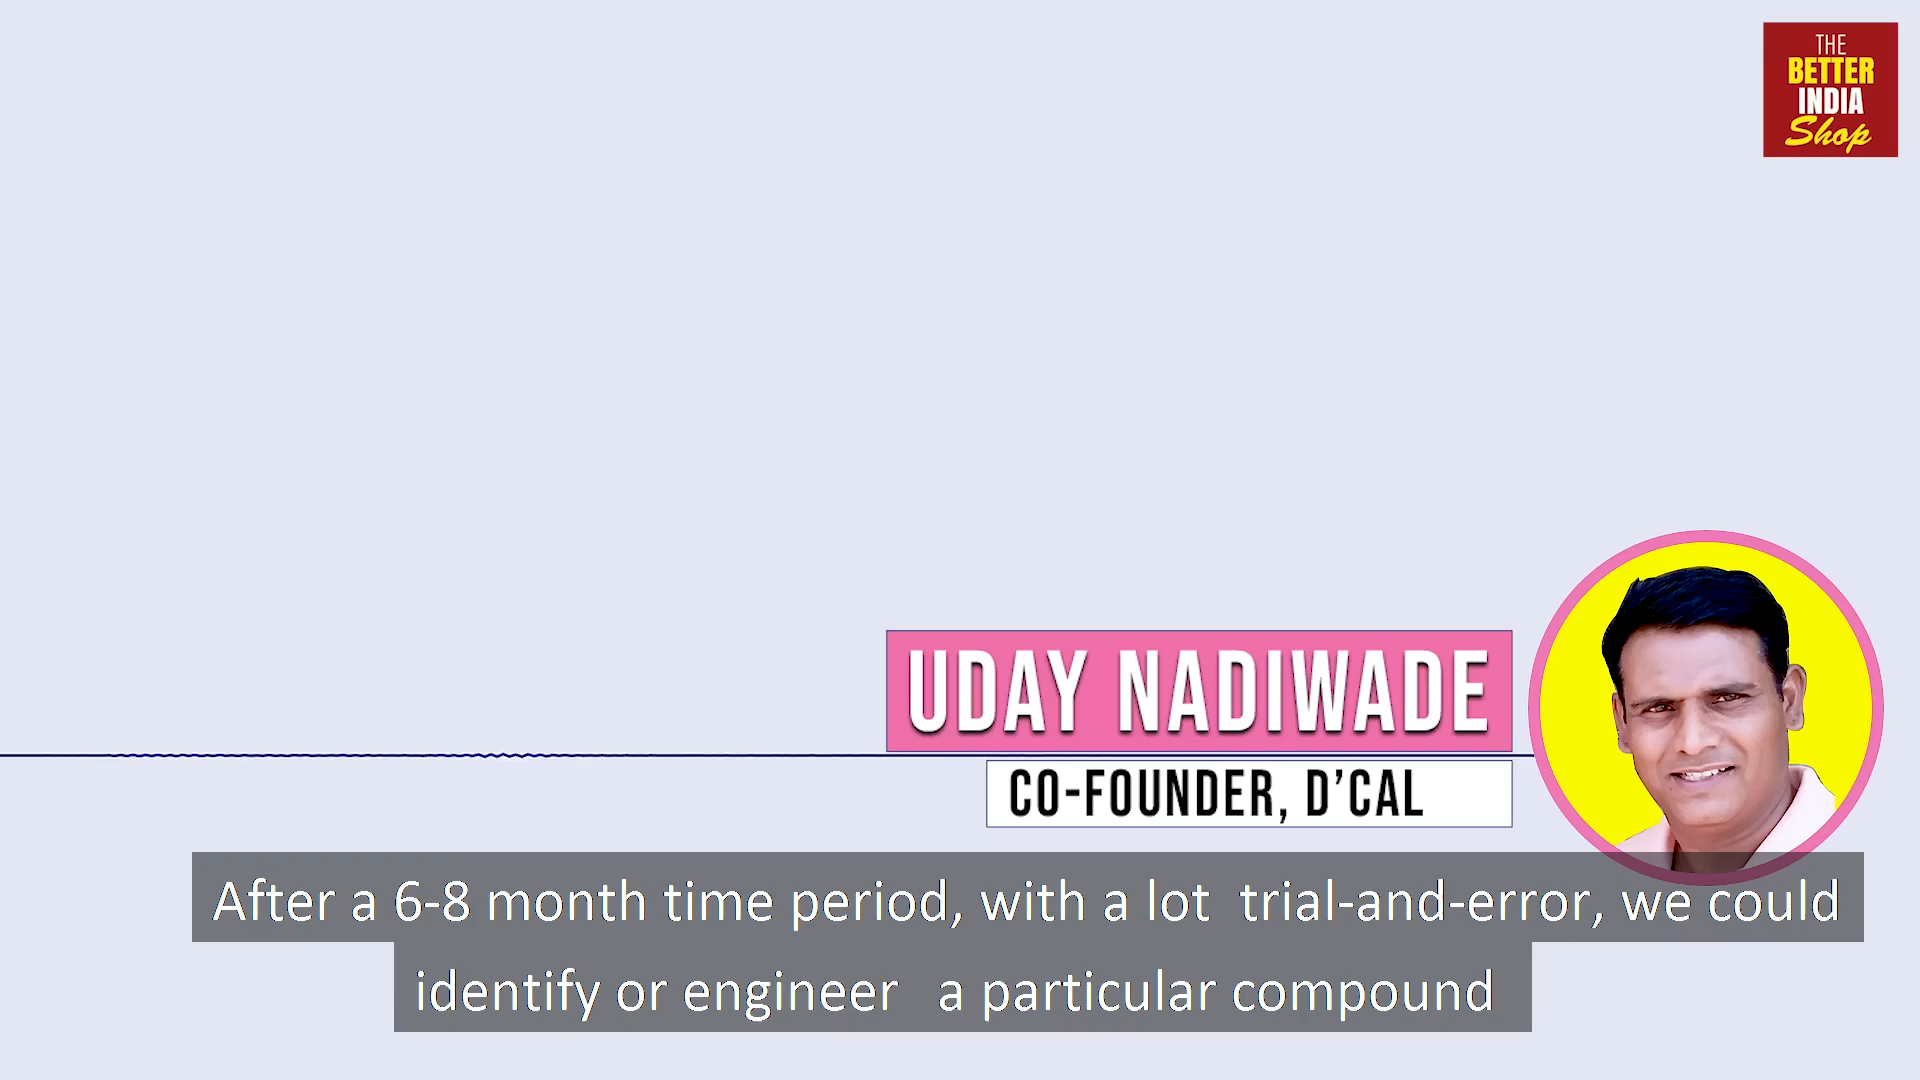 THE
BETTER
INDIA
Shop
UDAY NADIWADE
CO-FOUNDER, D’CAL
After a 6-8 month time period, with a lot  trial-and-error, we could
identify or engineer   a particular compound